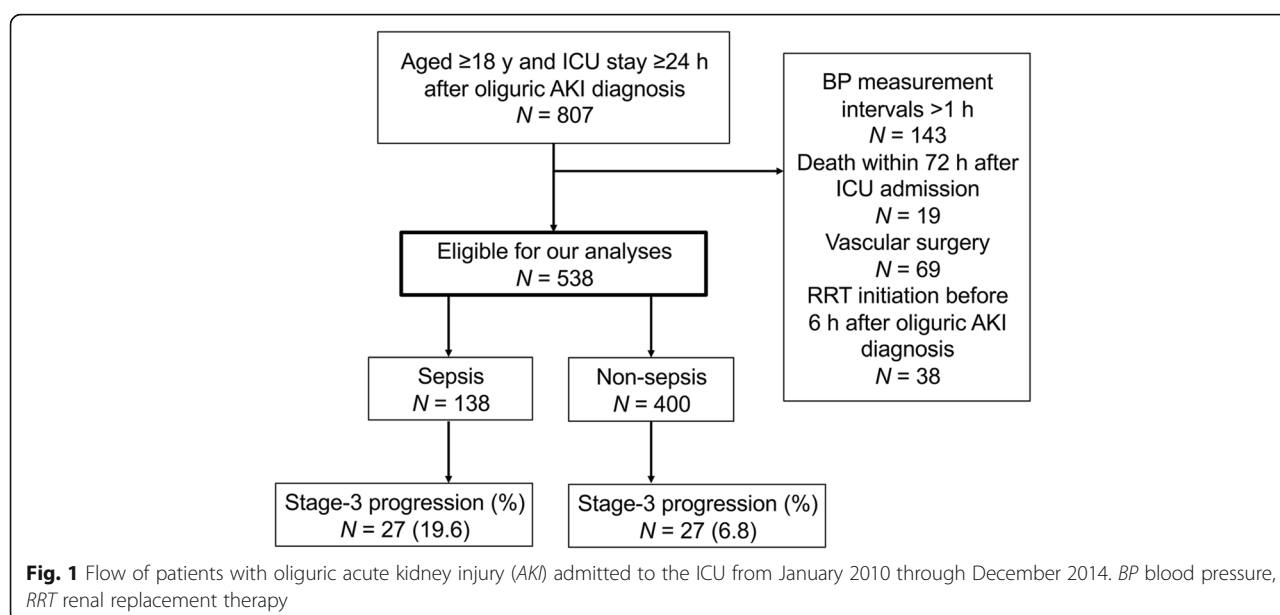 Aged ≥18 y and ICU stay ≥24 h
after oliguric AKI diagnosis
N = 807
BP measurement
intervals >1 h
N = 143
Death within 72 h after
ICU admission
N = 19
Vascular surgery
N = 69
RRT initiation before
6 h after oliguric AKI
diagnosis
N = 38
Eligible for our analyses
N = 538
Sepsis
N = 138
Non-sepsis
N = 400
Stage-3 progression (%)
N = 27 (19.6)
Stage-3 progression (%)
N = 27 (6.8)
Fig. 1 Flow of patients with oliguric acute kidney injury (AKI) admitted to the ICU from January 2010 through December 2014. BP blood pressure,
RRT renal replacement therapy